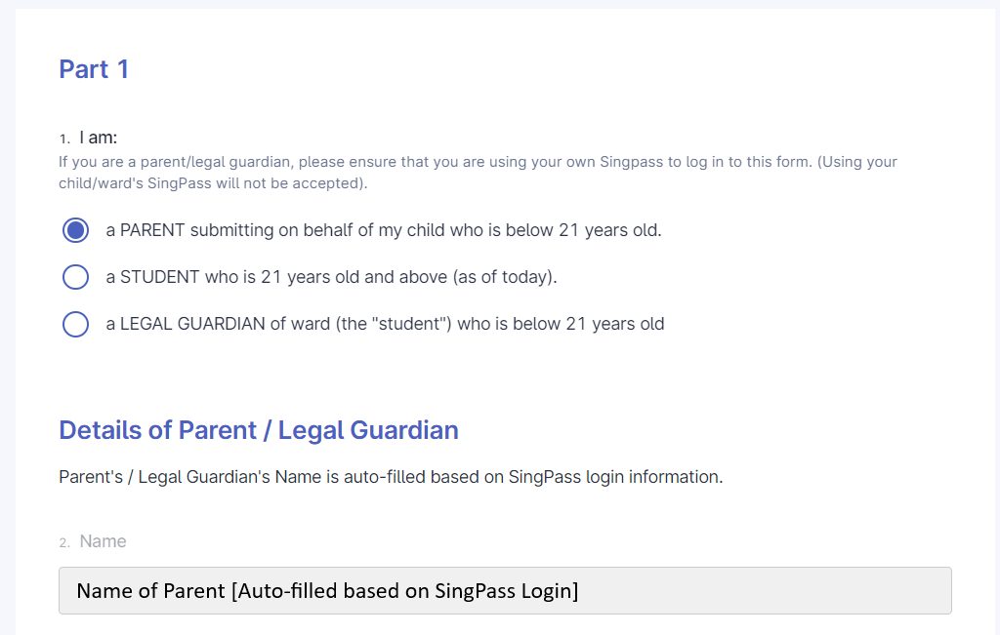 Part 1
1. I am:
If you are a parent/legal guardian, please ensure that you are using your own Singpass to log in to this form. (Using your
child/ward's SingPass will not be accepted).
a PARENT submitting on behalf of my child who is below 21 years old.
a STUDENT who is 21 years old and above (as of today).
a LEGAL GUARDIAN of ward (the "student") who is below 21 years old
Details of Parent / Legal Guardian
Parent's / Legal Guardian's Name is auto-filled based on SingPass login information.
2. Name
Name of Parent [Auto-filled based on SingPass Login]